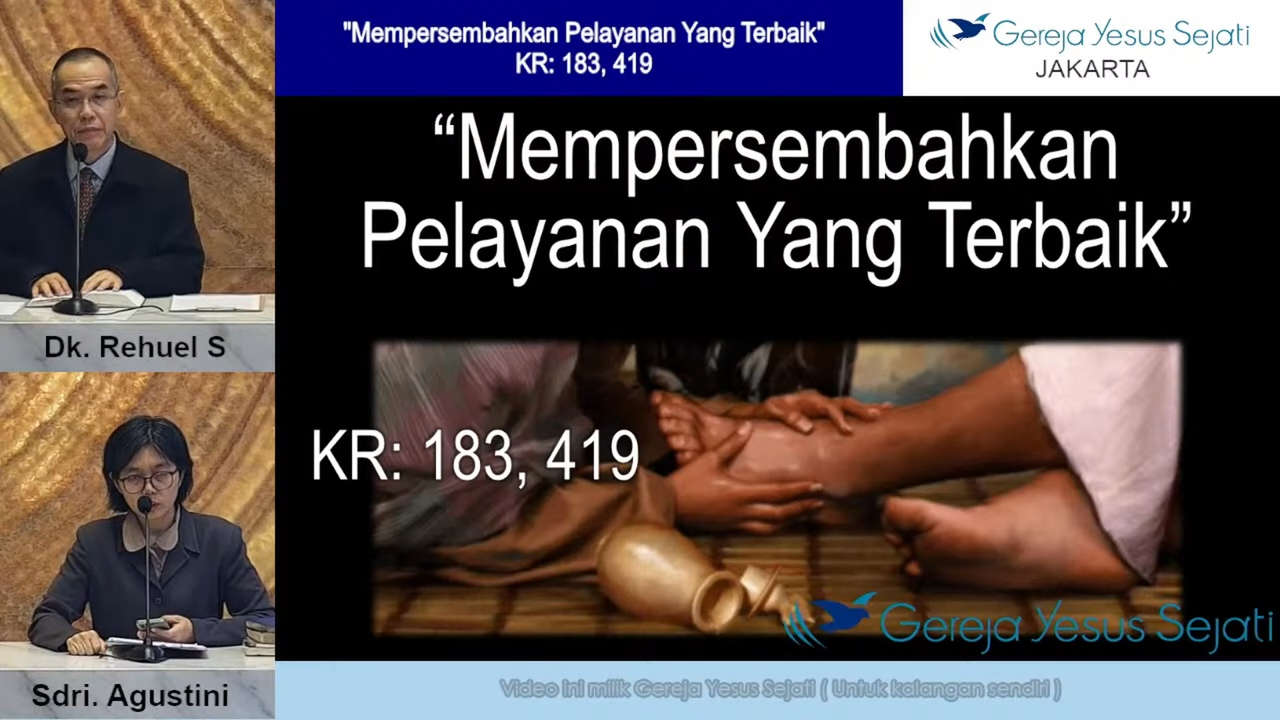 "Mempersembahkan Pelayanan Yang Terbaik"
KR: 183, 419
Gereja Yesus Sejati
JAKARTA
“Mempersembahkan
Pelayanan Yang Terbaik”
KR: 183, 419
Dk. Rehuel S
Sdri. Agustini
Gereja Yesus Sejati
Video ini milik Gereja Yesus Sejati ( Untuk kalangan sendiri )